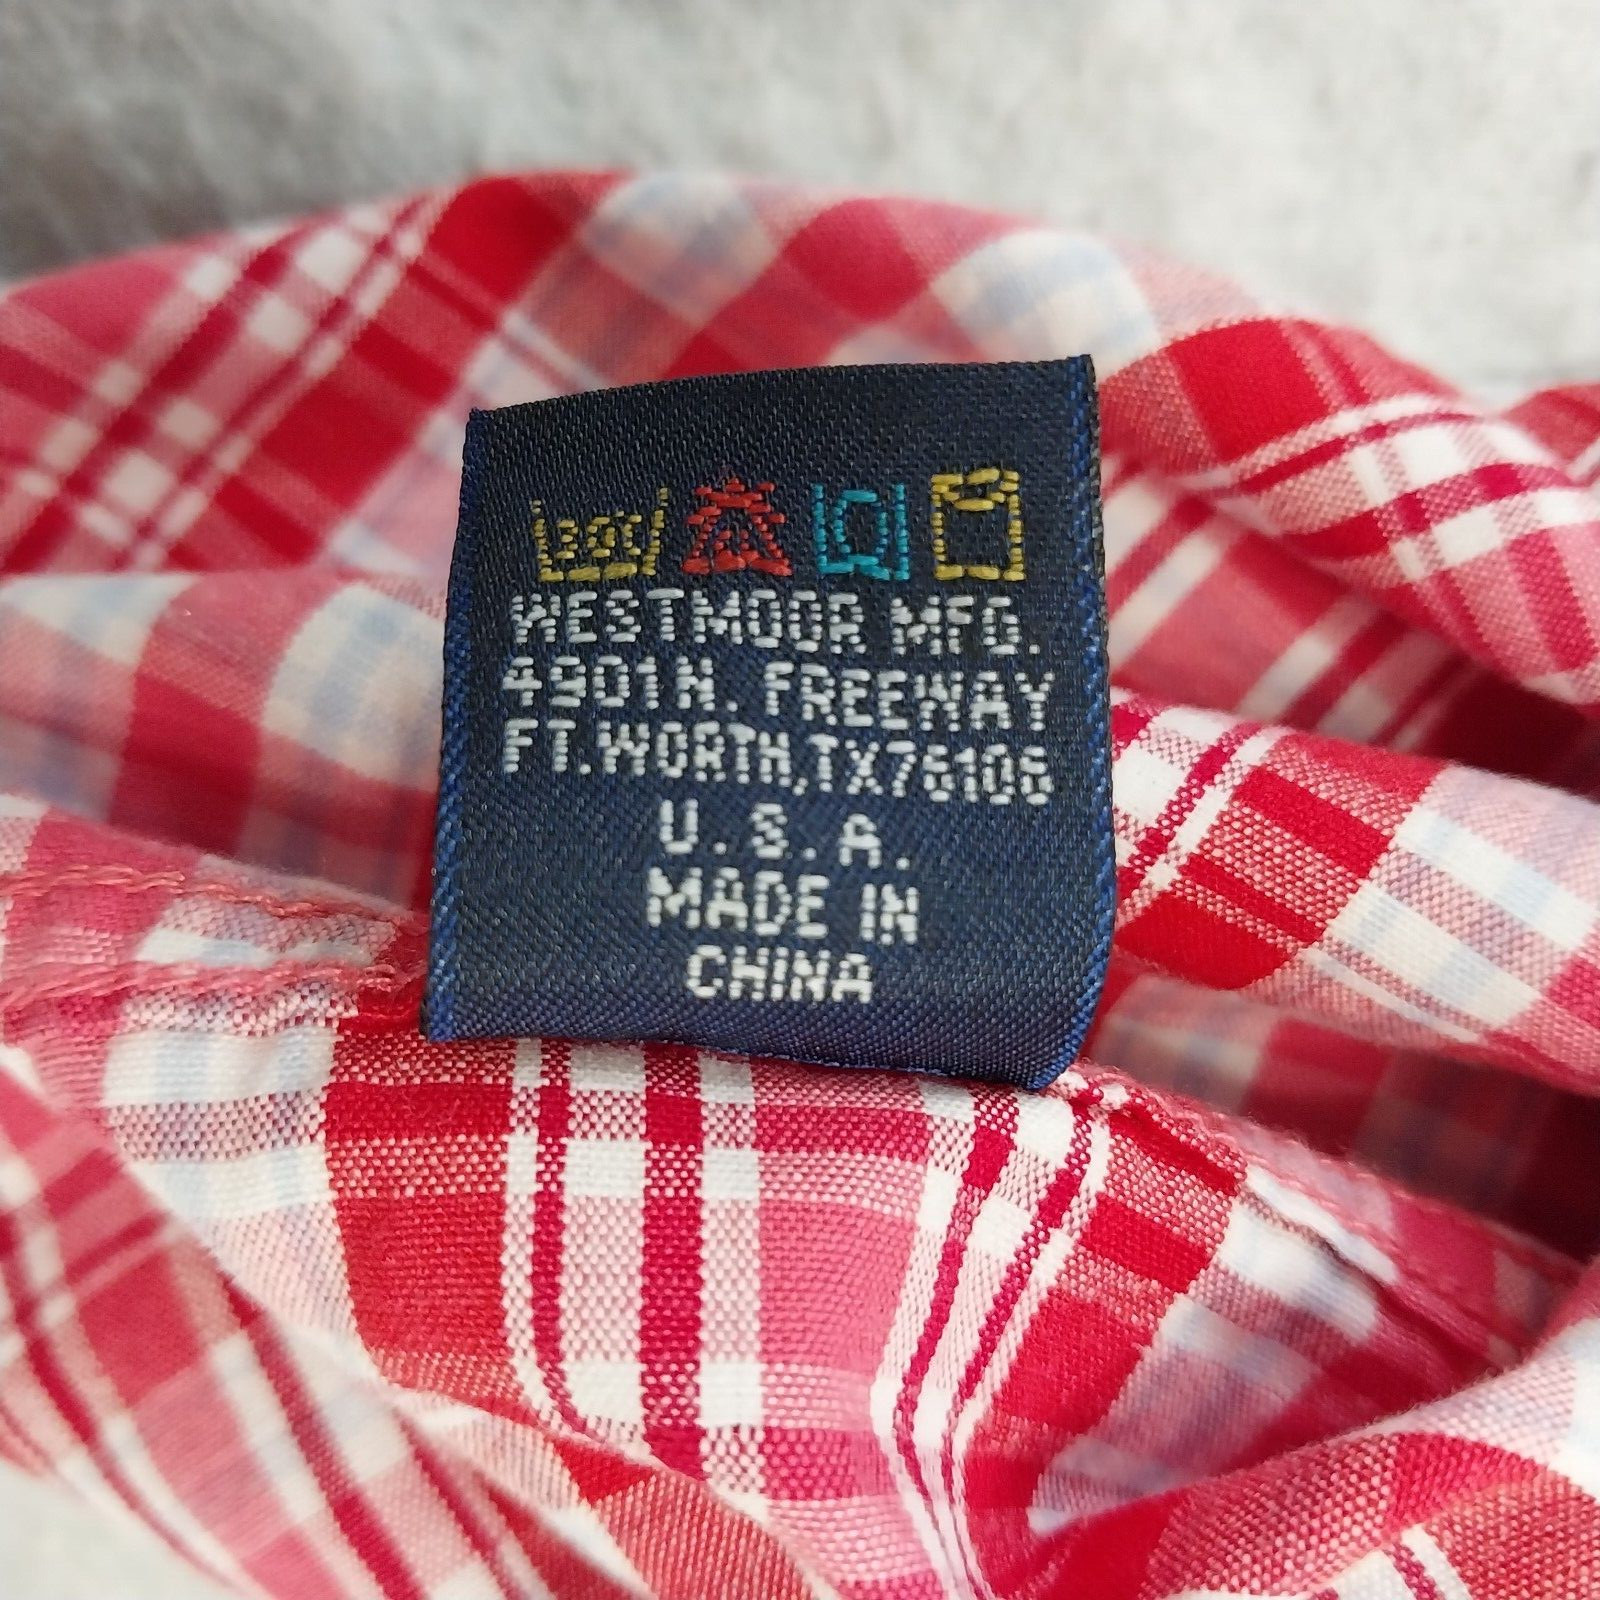 WESTMOOR MFG.
4901 N. FREEWAY
FT. WORTH, TX 76106
U.S.A.
MADE IN
CHINA